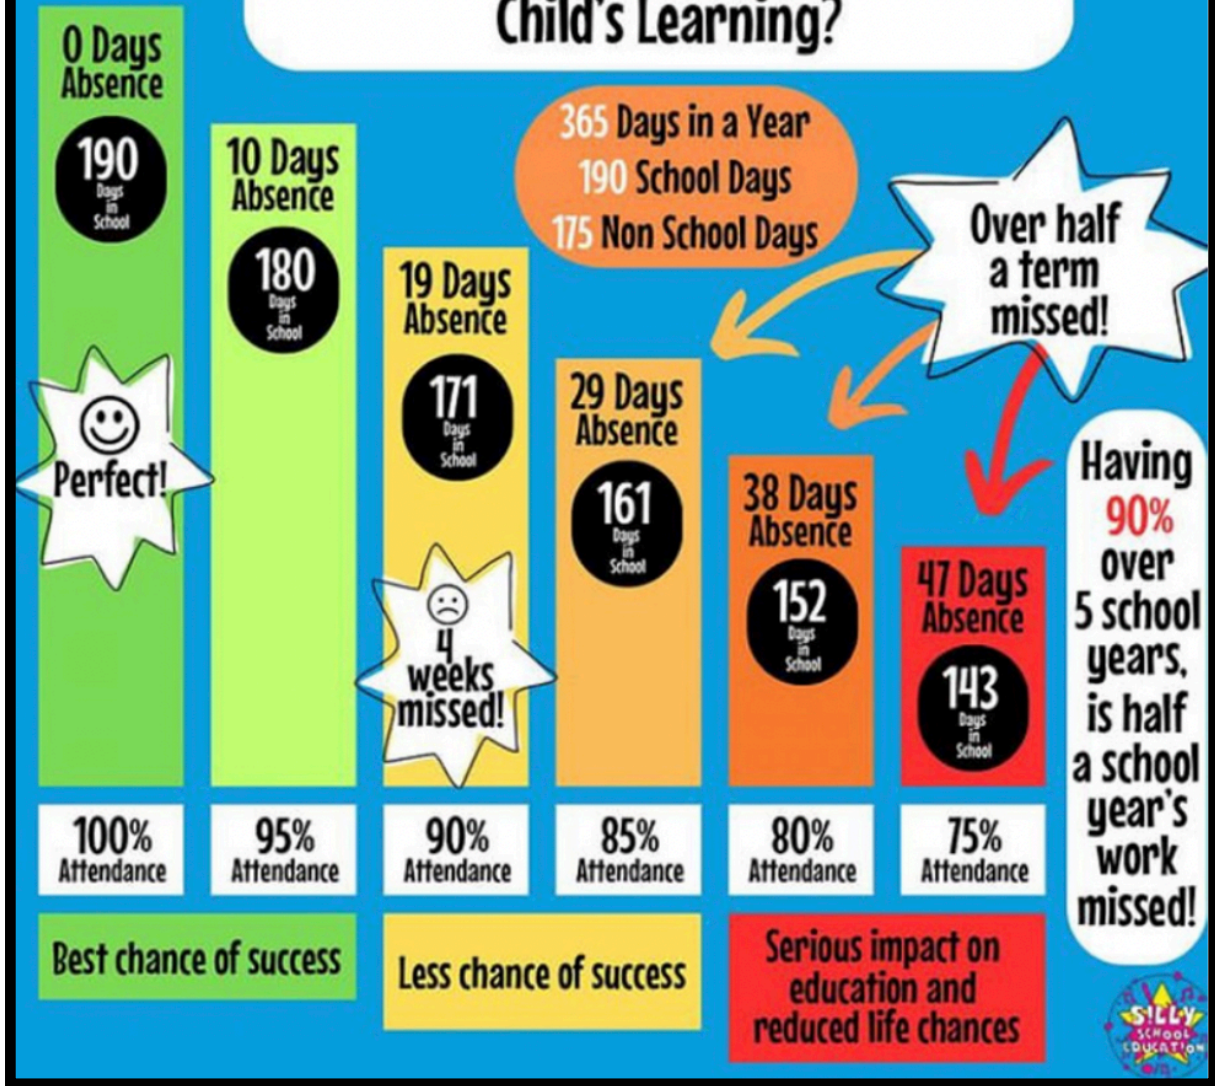 Child's Learning?
0 Days
Absence
190
Days
in
School
Perfect!
10 Days
Absence
180
Days
in
School
19 Days
Absence
171
Days
in
School
4
weeks
missed!
365 Days in a Year
190 School Days
175 Non School Days
Over half
a term
missed!
29 Days
Absence
161
Days
in
School
38 Days
Absence
152
Days
in
School
47 Days
Absence
143
Days
in
School
Having
90%
over
5 school
years,
is half
a school
year's
work
missed!
100%
Attendance
95%
Attendance
90%
Attendance
85%
Attendance
80%
Attendance
75%
Attendance
Best chance of success
Less chance of success
Serious impact on
education and
reduced life chances
S!LLY
SCHOOL
EDUCATION